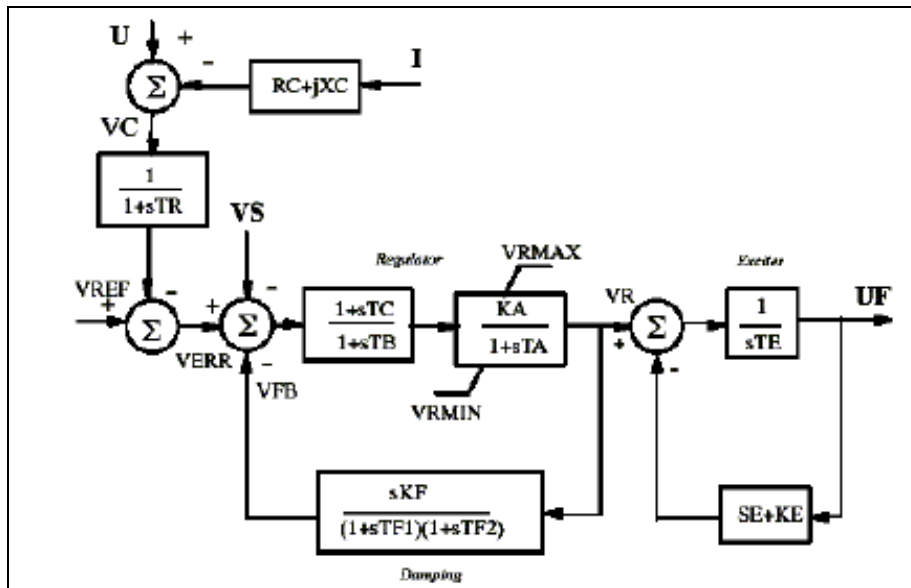 U
+
-
I
Σ
RC+jXC
VC
1
1+sTR
VS
Regulator
VRMAX
Exciter
VREF
+
-
+
-
Σ
Σ
1+sTC
1+sTB
KA
1+sTA
VR
+
Σ
-
1
sTE
UF
VERR
-
VFB
VRMIN
sKF
(1+sTF1)(1+sTF2)
SE+KE
Damping